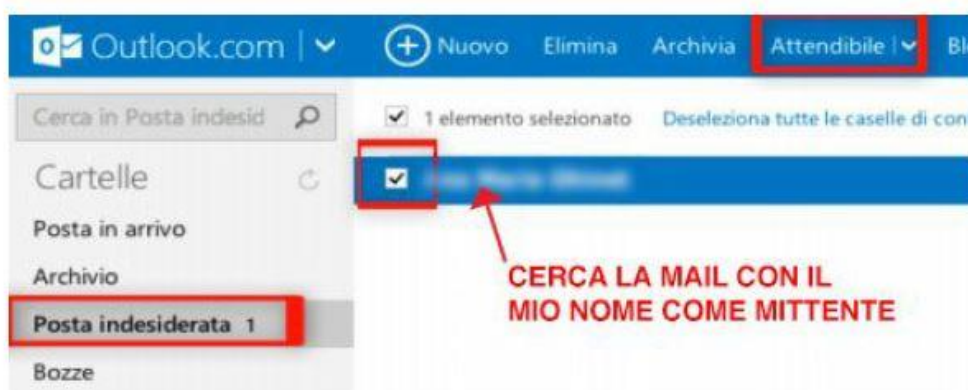 Outlook.com
Nuovo Elimina Archivia Attendibile
Cerca in Posta indesid
1 elemento selezionato Deseleziona tutte le caselle di con
Cartelle
Posta in arrivo
Archivio
Posta indesiderata 1
Bozze
CERCA LA MAIL CON IL
MIO NOME COME MITTENTE